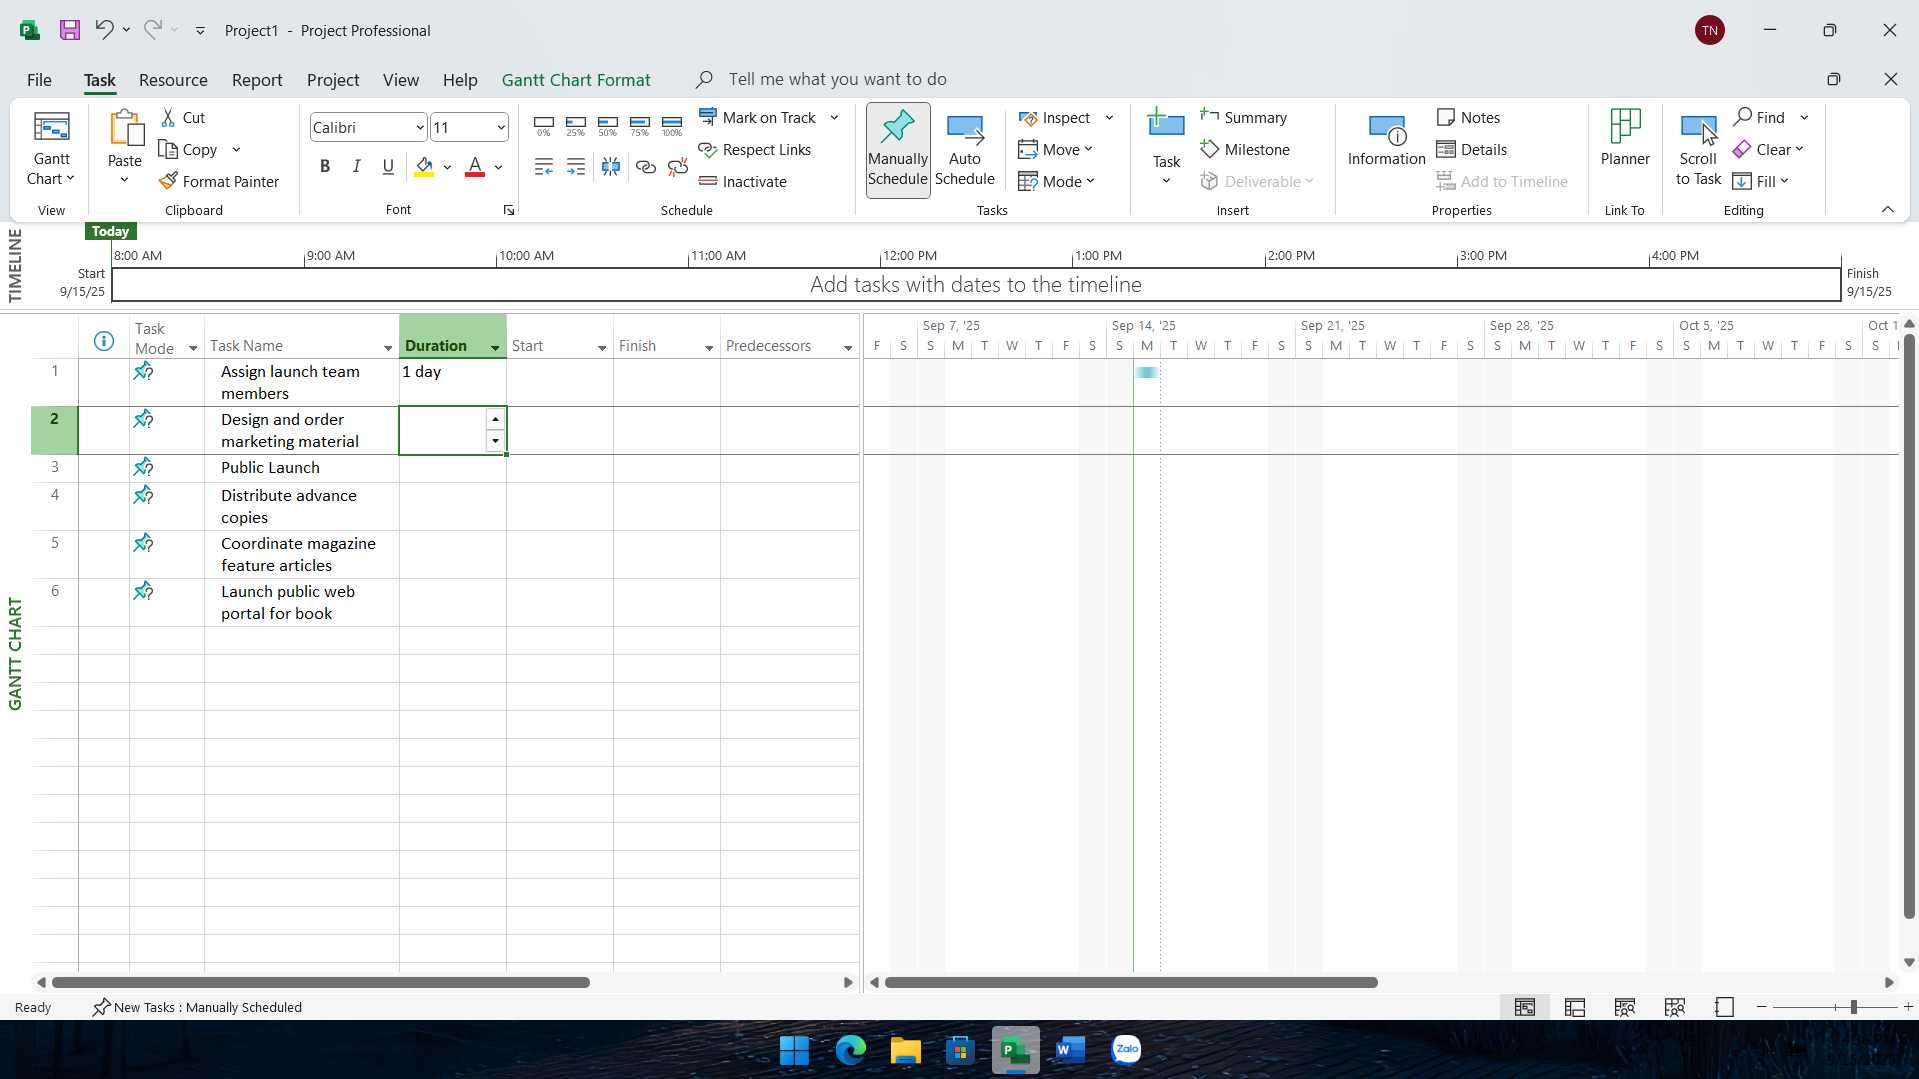 Project1 - Project Professional
TN
File Task Resource Report Project View Help Gantt Chart Format Tell me what you want to do
Gantt Chart
View
Paste
Cut
Copy
Format Painter
Clipboard
Calibri 11
B I U A
Font
0% 25% 50% 75% 100%
Mark on Track
Respect Links
Inactivate
Schedule
Manually Schedule
Auto Schedule
Inspect
Move
Mode
Tasks
Task
Summary
Milestone
Deliverable
Insert
Information
Notes
Details
Add to Timeline
Properties
Planner
Link To
Scroll to Task
Find
Clear
Fill
Editing
TIMELINE
Today
8:00 AM 9:00 AM 10:00 AM 11:00 AM 12:00 PM 1:00 PM 2:00 PM 3:00 PM 4:00 PM
Start
9/15/25
Add tasks with dates to the timeline
Finish
9/15/25
GANTT CHART
Task Mode Task Name Duration Start Finish Predecessors
Sep 7, '25 Sep 14, '25 Sep 21, '25 Sep 28, '25 Oct 5, '25 Oct 1
F S S M T W T F S S M T W T F S S M T W T F S S M T W T F S S M T W T F S S
1 Assign launch team members 1 day
2 Design and order marketing material
3 Public Launch
4 Distribute advance copies
5 Coordinate magazine feature articles
6 Launch public web portal for book
Ready New Tasks : Manually Scheduled
Zalo